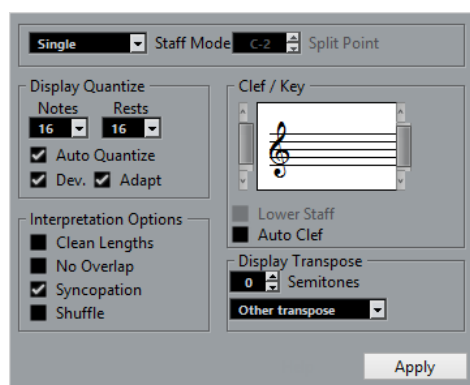 Single Staff Mode C-2 Split Point
Display Quantize
Notes Rests
16 16
Auto Quantize
Dev. Adapt
Interpretation Options
Clean Lengths
No Overlap
Syncopation
Shuffle
Clef / Key
Lower Staff
Auto Clef
Display Transpose
0 Semitones
Other transpose
Apply